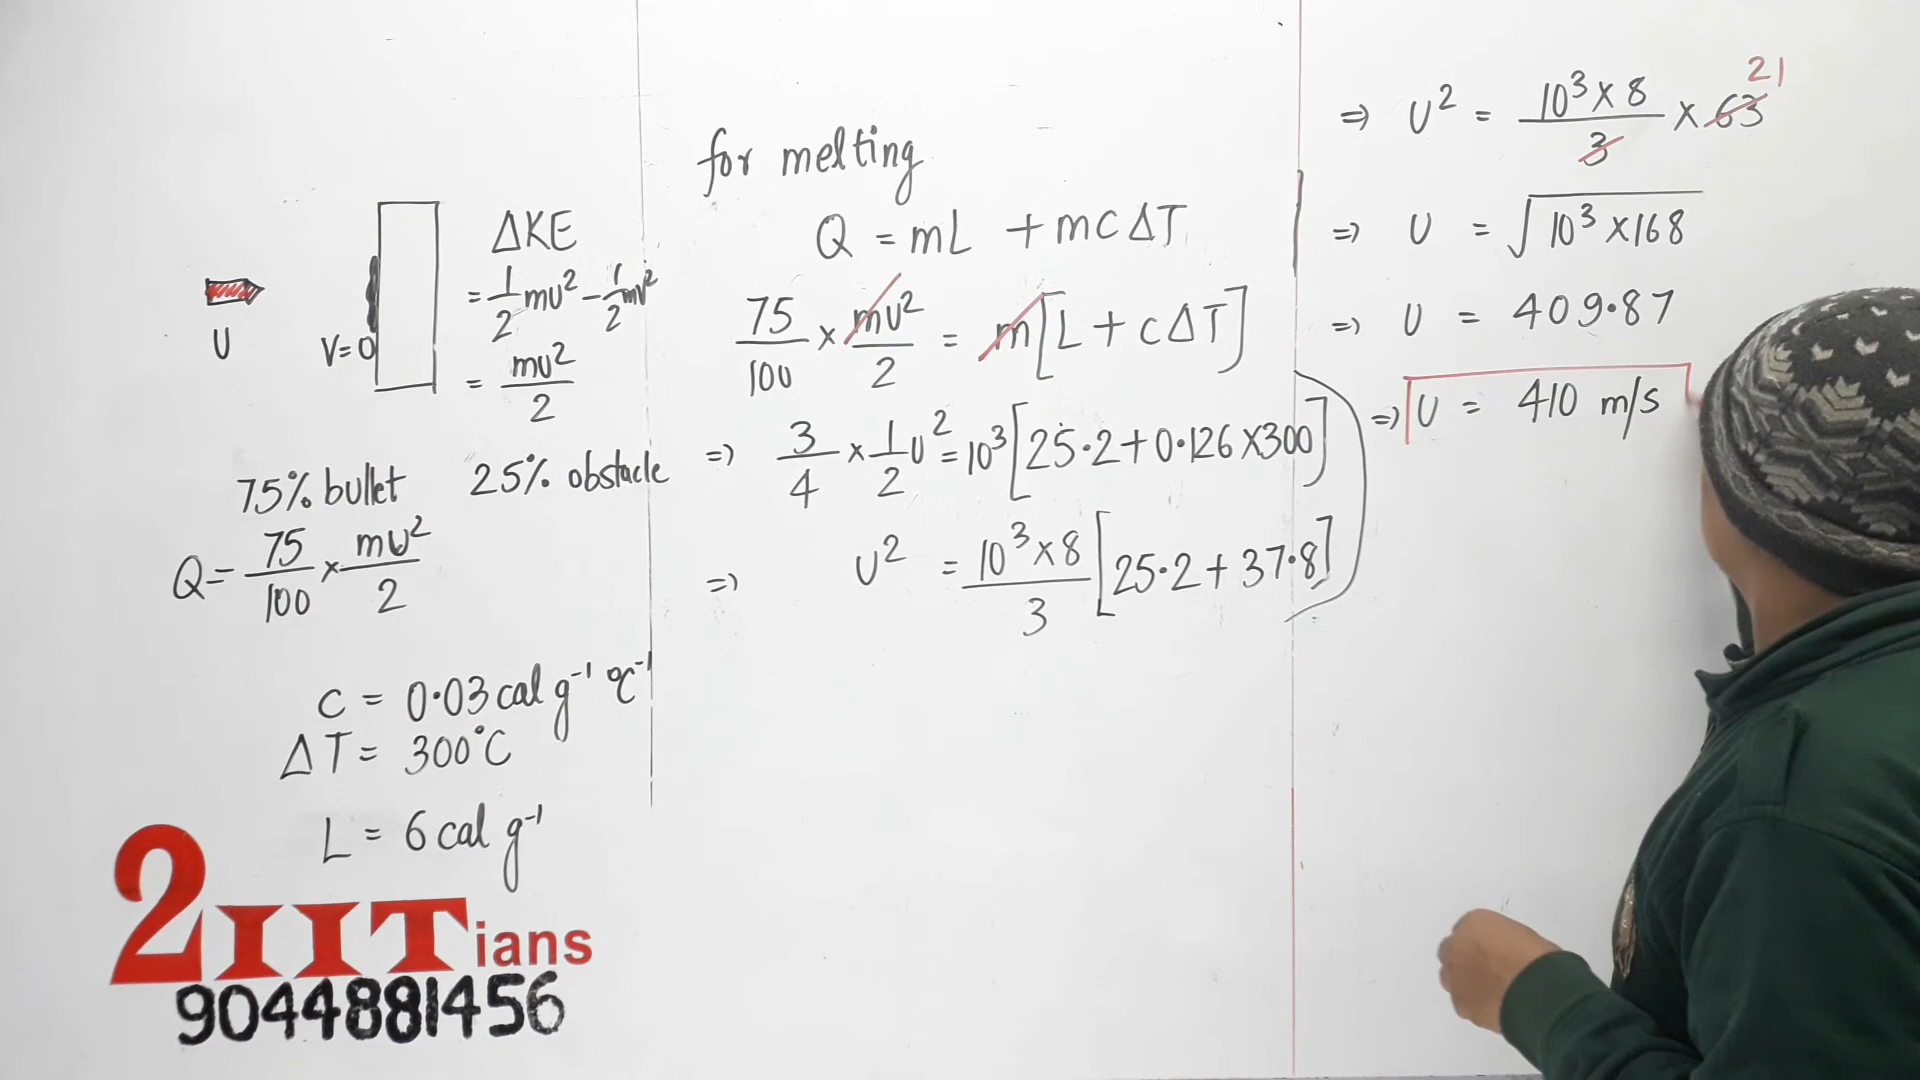 U
V=0
ΔKE
= 1/2 mu² - 1/2 mv²
= mu²/2
75% bullet 25% obstacle
Q = 75/100 × mu²/2
c = 0.03 cal g⁻¹ °C⁻¹
ΔT = 300°C
L = 6 cal g⁻¹
2IITians
9044881456
for melting
Q = mL + mcΔT
75/100 × mu²/2 = m[L + cΔT]
⇒ 3/4 × 1/2 u² = 10³[25.2 + 0.126 × 300]
⇒ u² = 10³ × 8/3 [25.2 + 37.8]
⇒ U² = 10³ × 8/3 × 63 21
⇒ U = √10³ × 168
⇒ U = 409.87
⇒ U = 410 m/s